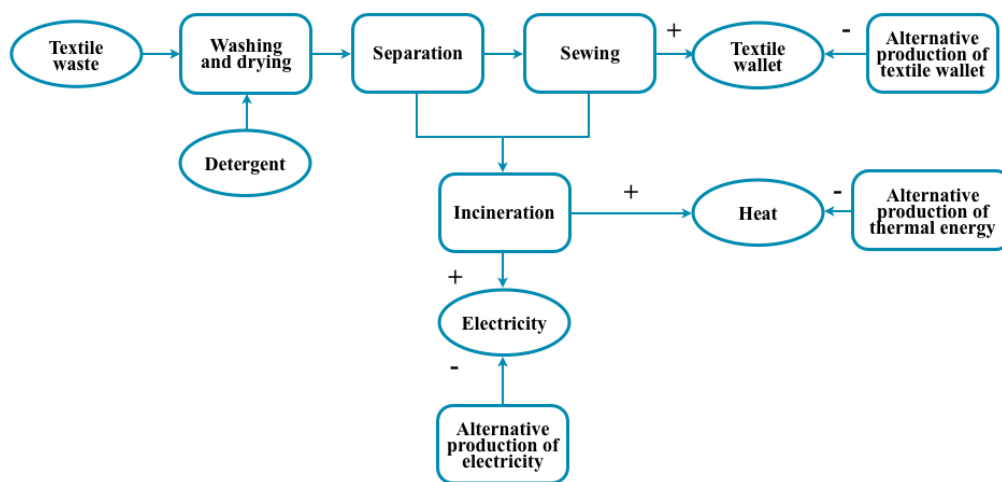 Textile
waste
Washing
and drying
Separation
Sewing
+
Textile
wallet
-
Alternative
production of
textile wallet
Detergent
Incineration
+
Heat
-
Alternative
production of
thermal energy
+
Electricity
-
Alternative
production of
electricity